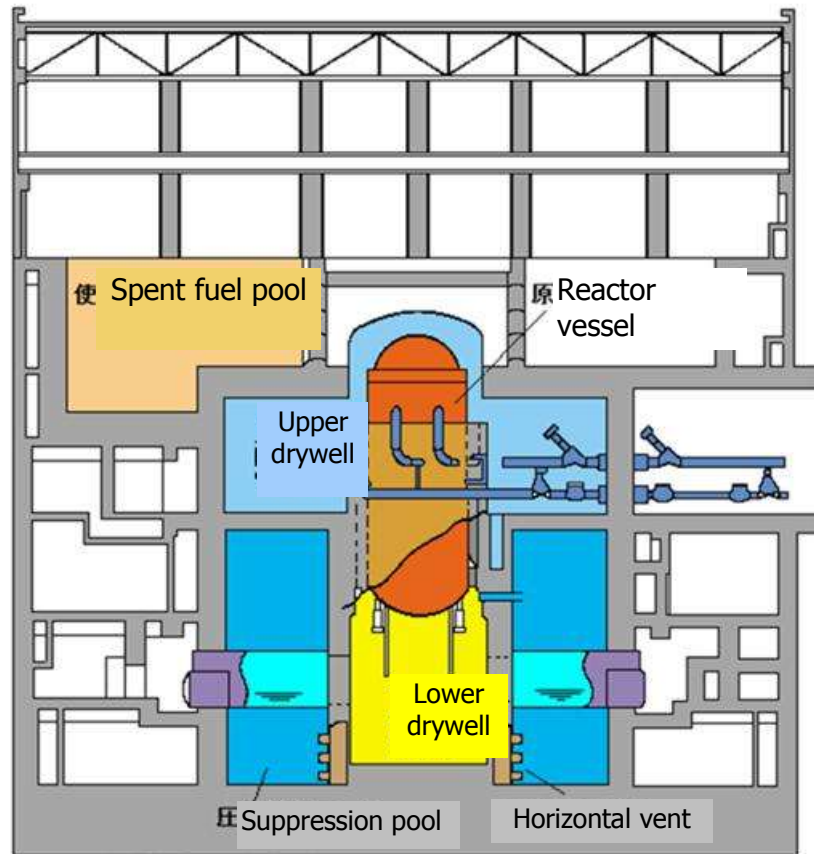 使 Spent fuel pool
原 Reactor
vessel
Upper
drywell
Lower
drywell
圧 Suppression pool
Horizontal vent